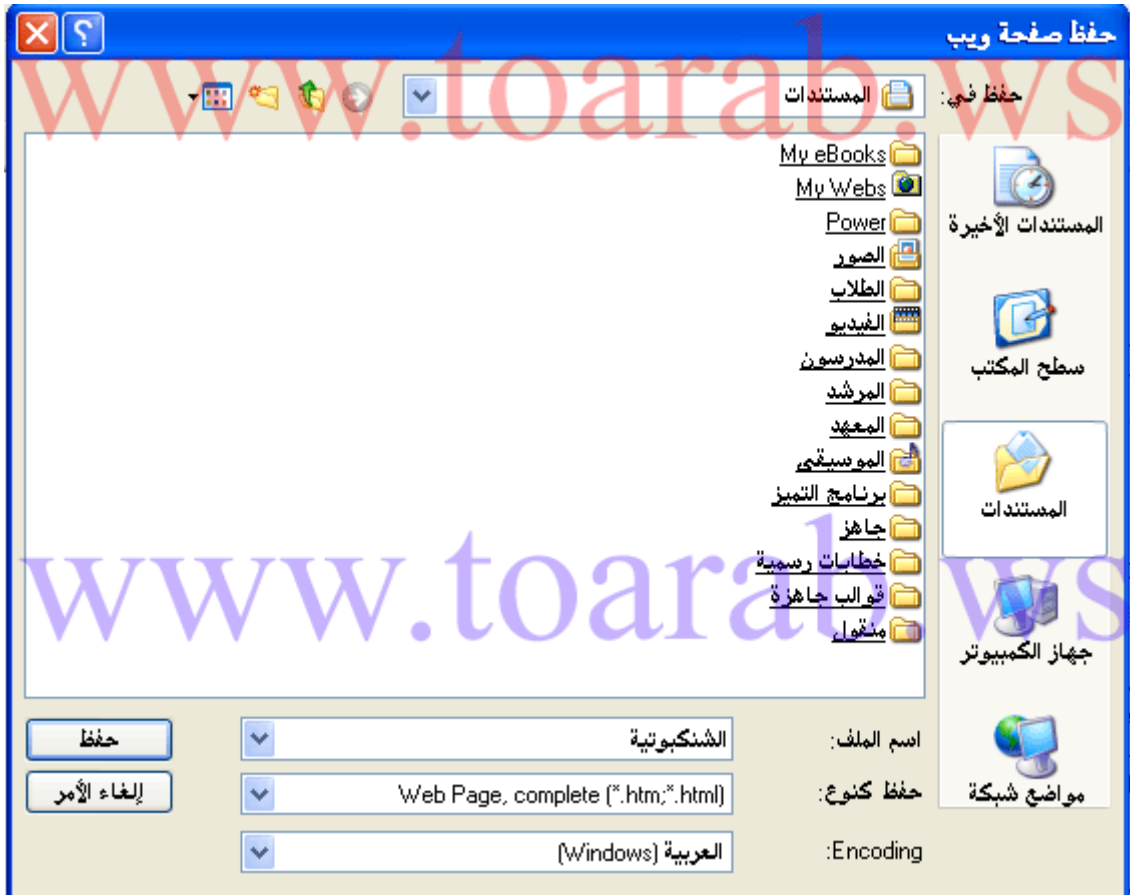 حفظ صفحة ويب
حفظ في:
المستندات
المستندات الأخيرة
سطح المكتب
المستندات
جهاز الكمبيوتر
مواضع شبكة
My eBooks
My Webs
Power
الصور
الطلاب
الفيديو
المدرسون
المرشد
المعهد
الموسيقى
برنامج التميز
جاهز
خطابات رسمية
قوالب جاهزة
منقول
اسم الملف:
الشنكبوتية
حفظ
حفظ كنوع:
Web Page, complete (*.htm;*.html)
إلغاء الأمر
Encoding:
العربية (Windows)
www.toarab.ws
www.toarab.ws